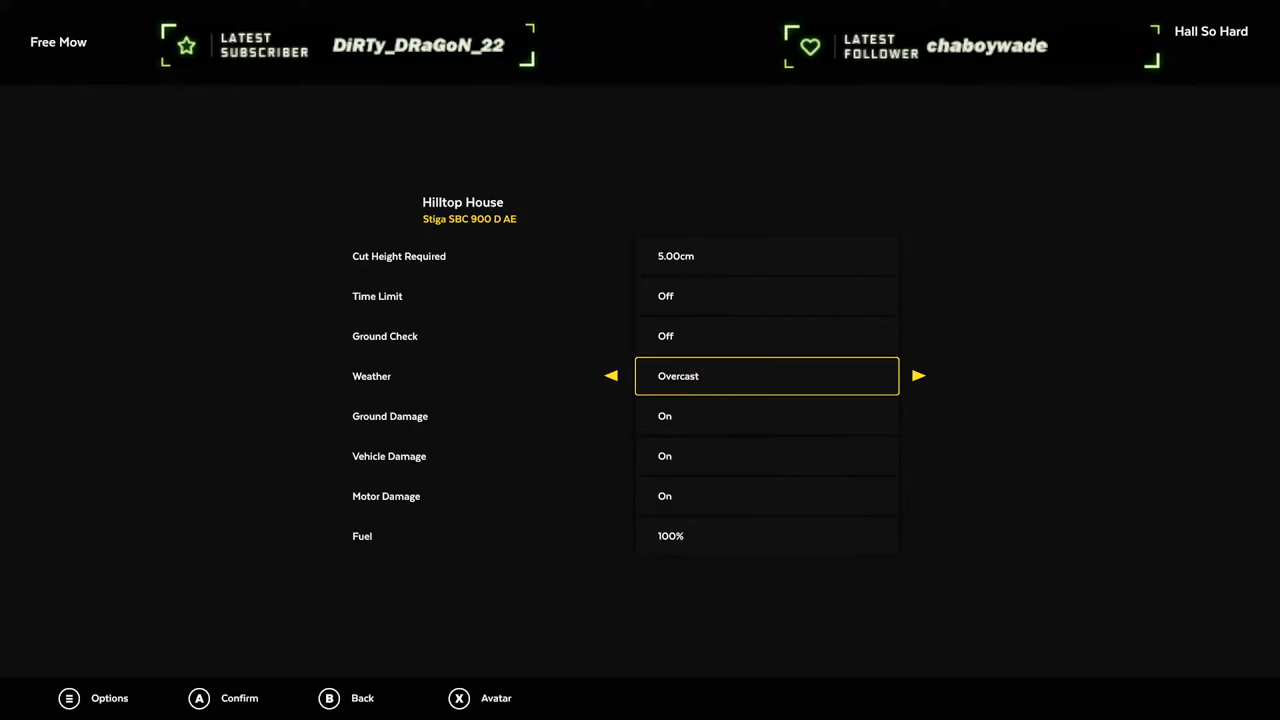 Free Mow
LATEST SUBSCRIBER
DiRTy_DRaGoN_22
LATEST FOLLOWER
chaboywade
Hall So Hard
Hilltop House
Stiga SBC 900 D AE
Cut Height Required 5.00cm
Time Limit Off
Ground Check Off
Weather Overcast
Ground Damage On
Vehicle Damage On
Motor Damage On
Fuel 100%
Options A Confirm B Back X Avatar